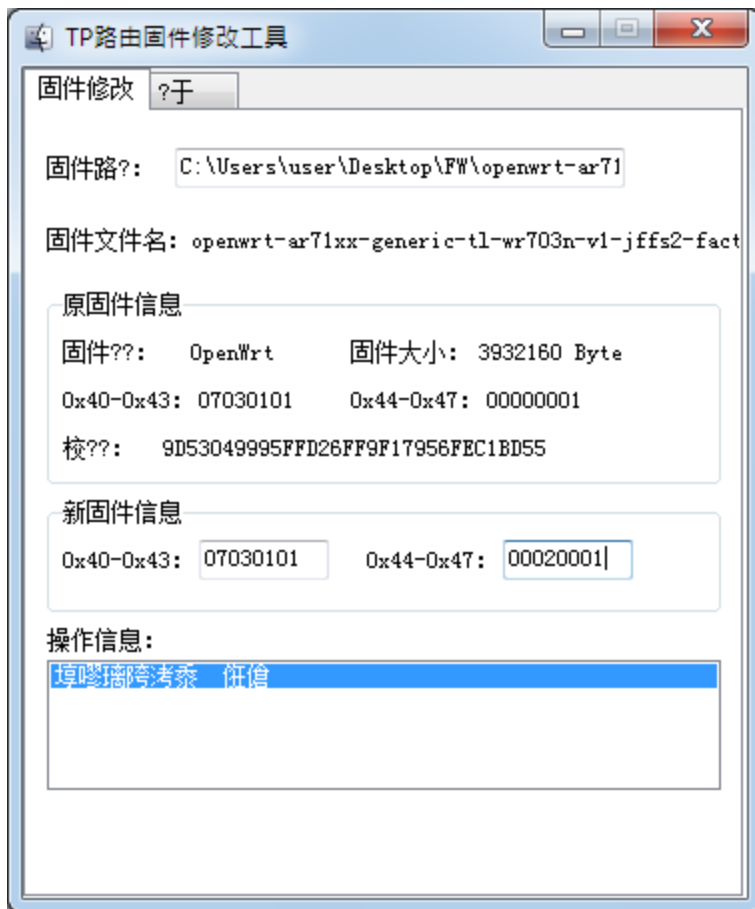 TP路由固件修改工具
固件修改 ?于
固件路?: C:\Users\user\Desktop\FW\openwrt-ar71
固件文件名: openwrt-ar71xx-generic-tl-wr703n-v1-jffs2-fact
原固件信息
固件??: OpenWrt 固件大小: 3932160 Byte
0x40-0x43: 07030101 0x44-0x47: 00000001
校??: 9D53049995FFD26FF9F17956FEC1BD55
新固件信息
0x40-0x43: 07030101 0x44-0x47: 00020001
操作信息: